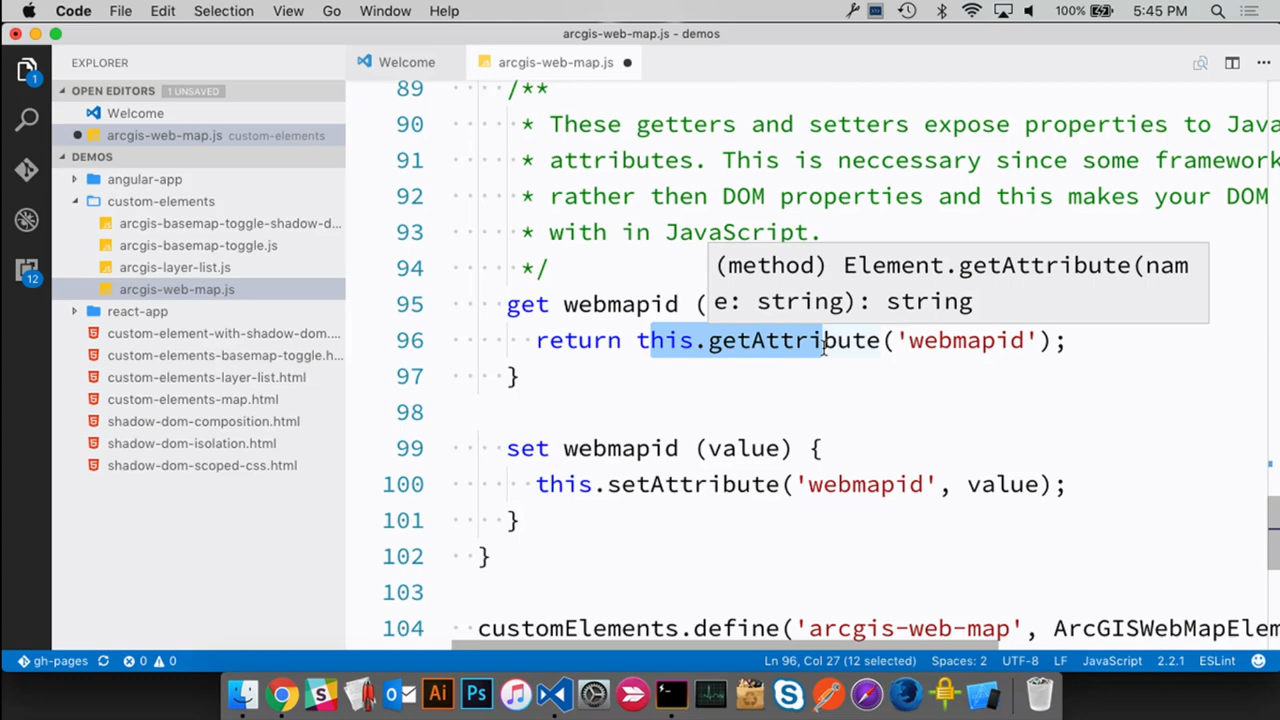 Code File Edit Selection View Go Window Help 100% 5:45 PM
arcgis-web-map.js - demos
EXPLORER
Welcome
arcgis-web-map.js
OPEN EDITORS 1 UNSAVED
Welcome
arcgis-web-map.js custom-elements
DEMOS
angular-app
custom-elements
arcgis-basemap-toggle-shadow-d...
arcgis-basemap-toggle.js
arcgis-layer-list.js
arcgis-web-map.js
react-app
custom-element-with-shadow-dom....
custom-elements-basemap-toggle.h...
custom-elements-layer-list.html
custom-elements-map.html
shadow-dom-composition.html
shadow-dom-isolation.html
shadow-dom-scoped-css.html
1
12
89 /**
90 * These getters and setters expose properties to Java
91 * attributes. This is neccessary since some framework
92 * rather then DOM properties and this makes your DOM
93 * with in JavaScript.
94 */
(method) Element.getAttribute(nam
e: string): string
95 get webmapid (
96 return this.getAttribute('webmapid');
97 }
98
99 set webmapid (value) {
100 this.setAttribute('webmapid', value);
101 }
102 }
103
104 customElements.define('arcgis-web-map', ArcGISWebMapElem
gh-pages 0 0 Ln 96, Col 27 (12 selected) Spaces: 2 UTF-8 LF JavaScript 2.2.1 ESLint
Ai Ps